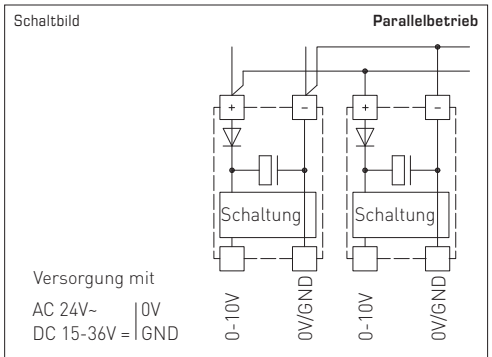 Schaltbild
Parallelbetrieb
+ − + −
Schaltung Schaltung
Versorgung mit
AC 24V~ | 0V
DC 15-36V = | GND
0-10V
0V/GND
0-10V
0V/GND